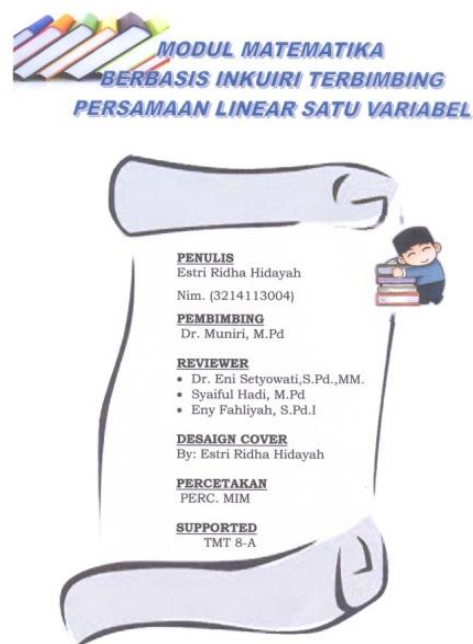 MODUL MATEMATIKA
BERBASIS INKUIRI TERBIMBING
PERSAMAAN LINEAR SATU VARIABEL
PENULIS
Estri Ridha Hidayah
Nim. (3214113004)
PEMBIMBING
Dr. Muniri, M.Pd
REVIEWER
• Dr. Eni Setyowati,S.Pd.,MM.
• Syaiful Hadi, M.Pd
• Eny Fahliyah, S.Pd.I
DESAIGN COVER
By: Estri Ridha Hidayah
PERCETAKAN
PERC. MIM
SUPPORTED
TMT 8-A